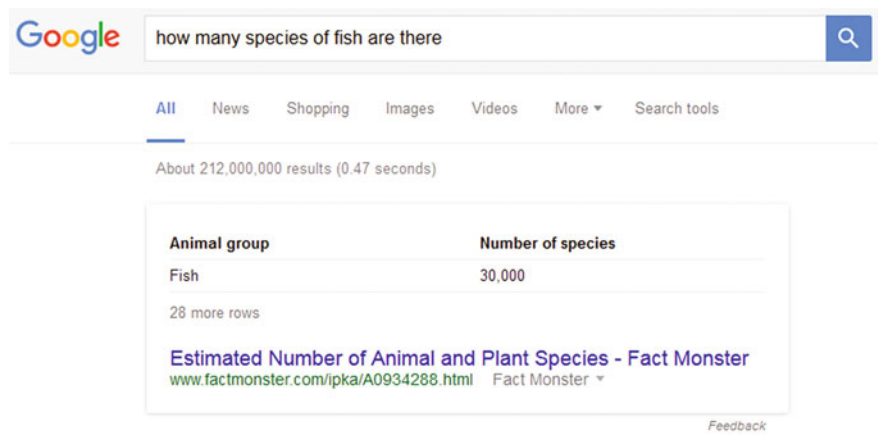 Google how many species of fish are there
All News Shopping Images Videos More Search tools
About 212,000,000 results (0.47 seconds)
Animal group Number of species
Fish 30,000
28 more rows
Estimated Number of Animal and Plant Species - Fact Monster
www.factmonster.com/ipka/A0934288.html Fact Monster
Feedback